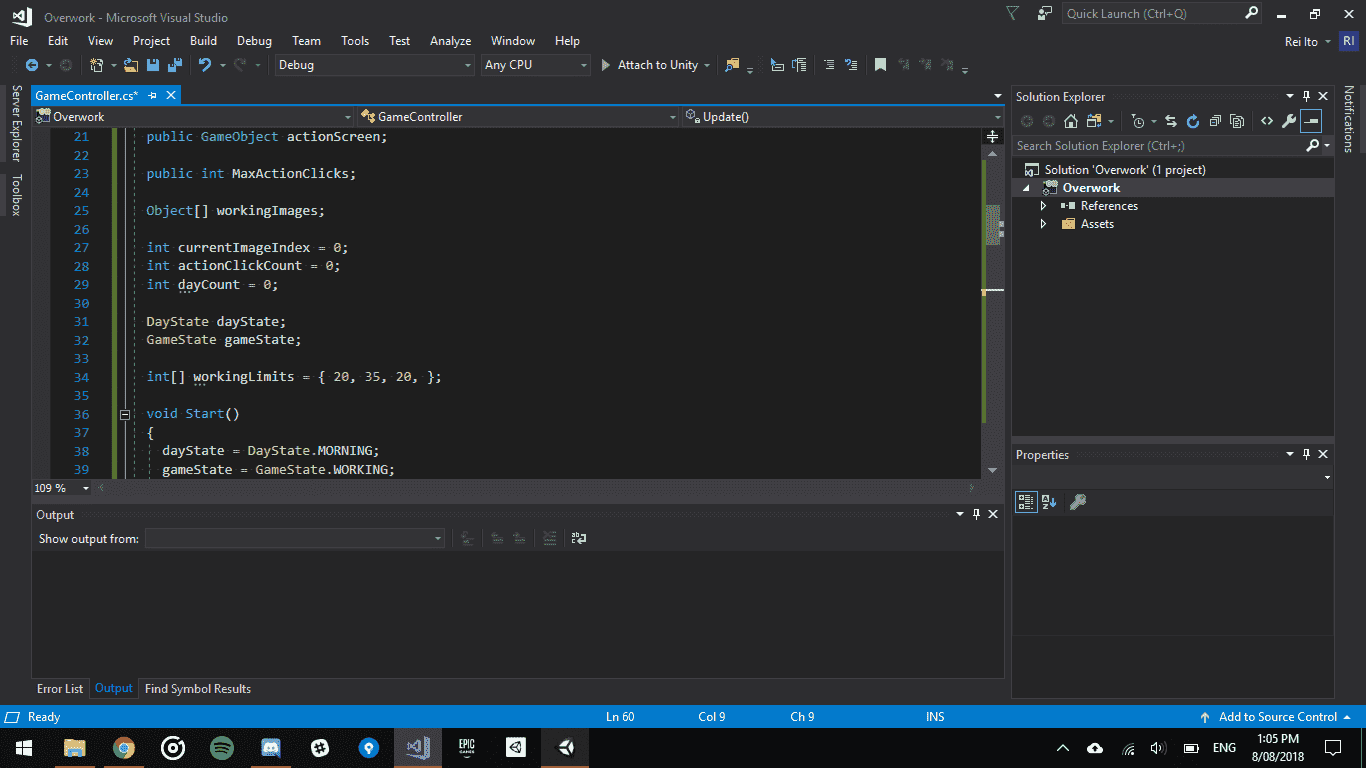 Overwork - Microsoft Visual Studio
Quick Launch (Ctrl+Q)
File Edit View Project Build Debug Team Tools Test Analyze Window Help
Rei Ito RI
Debug Any CPU Attach to Unity
Server Explorer
Toolbox
GameController.cs*
Overwork GameController Update()
21 public GameObject actionScreen;
22
23 public int MaxActionClicks;
24
25 Object[] workingImages;
26
27 int currentImageIndex = 0;
28 int actionClickCount = 0;
29 int dayCount = 0;
30
31 DayState dayState;
32 GameState gameState;
33
34 int[] workingLimits = { 20, 35, 20, };
35
36 void Start()
37 {
38 dayState = DayState.MORNING;
39 gameState = GameState.WORKING;
109 %
Output
Show output from:
Error List Output Find Symbol Results
Solution Explorer
Search Solution Explorer (Ctrl+;)
Solution 'Overwork' (1 project)
Overwork
References
Assets
Properties
Notifications
Ready Ln 60 Col 9 Ch 9 INS Add to Source Control
EPIC GAMES
ENG
1:05 PM
8/08/2018